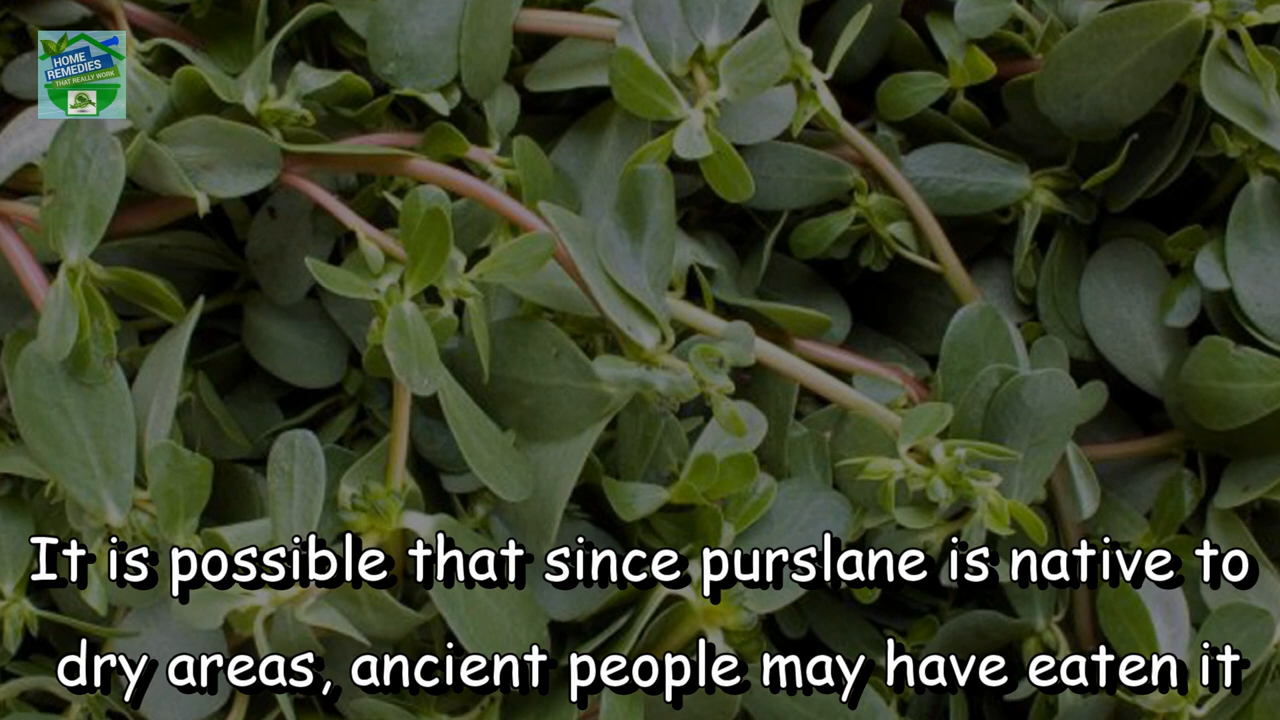 HOME
REMEDIES
THAT REALLY WORK
It is possible that since purslane is native to
dry areas, ancient people may have eaten it